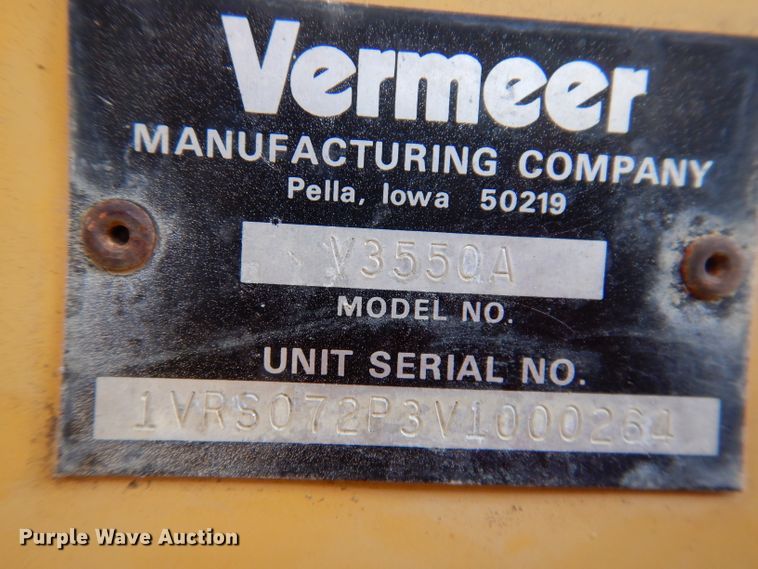 Vermeer
MANUFACTURING COMPANY
Pella, Iowa 50219
V3550A
MODEL NO.
UNIT SERIAL NO.
1VRS072P3V1000264
Purple Wave Auction